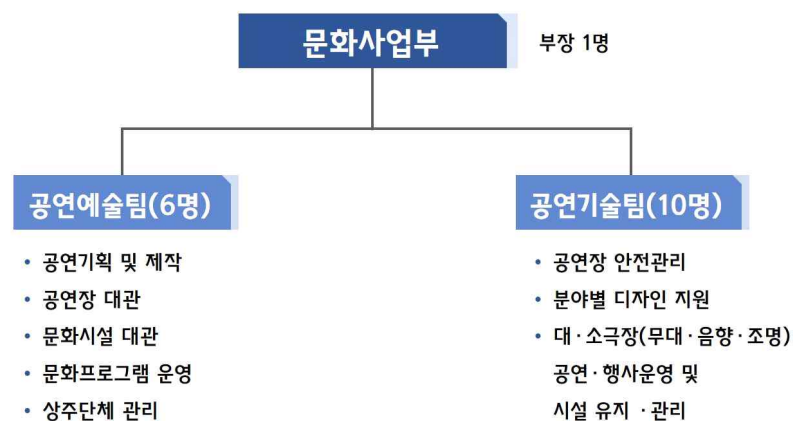 문화사업부
부장 1명
공연예술팀(6명)
• 공연기획 및 제작
• 공연장 대관
• 문화시설 대관
• 문화프로그램 운영
• 상주단체 관리
공연기술팀(10명)
• 공연장 안전관리
• 분야별 디자인 지원
• 대·소극장(무대·음향·조명)
공연·행사운영 및
시설 유지 ·관리